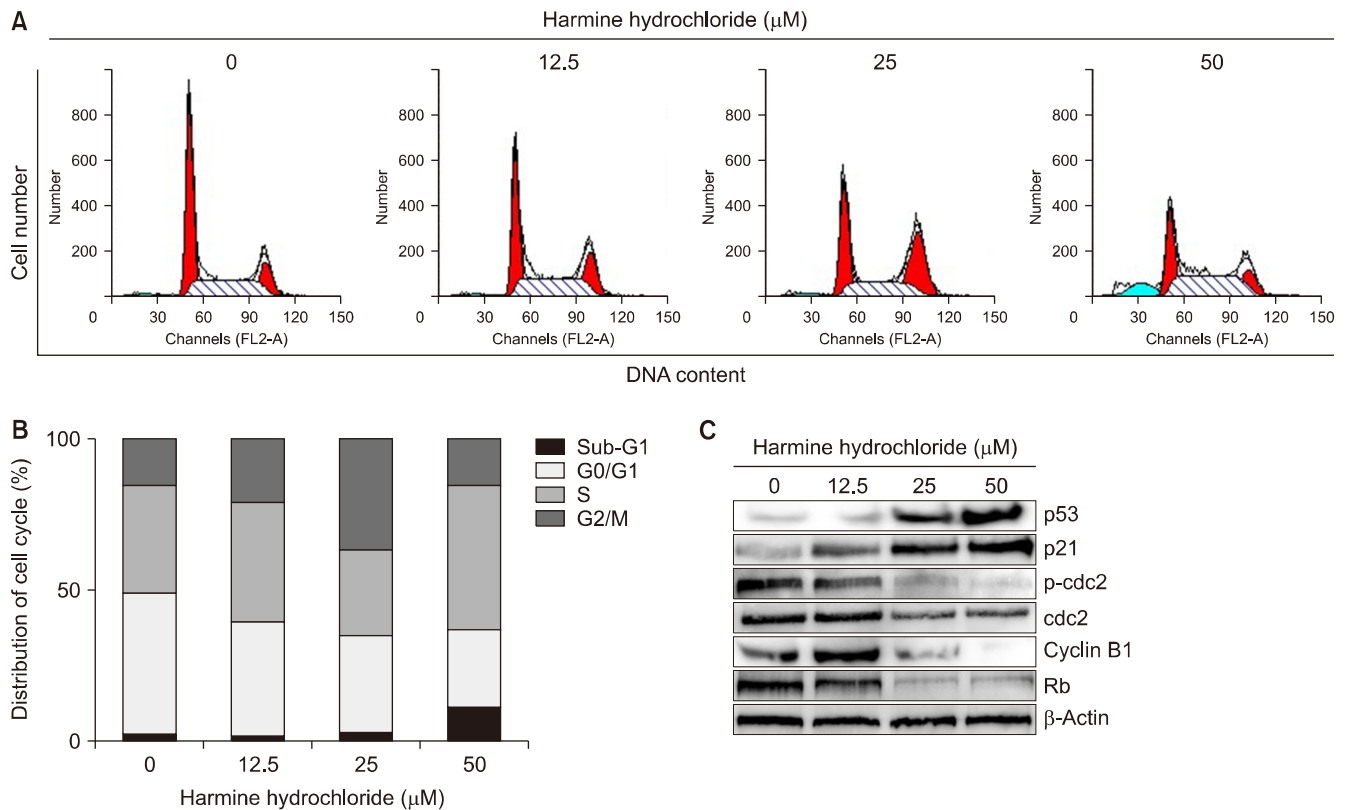 A
Harmine hydrochloride (μM)
0 12.5 25 50
Cell number
Number
800
600
400
200
0 30 60 90 120 150
Channels (FL2-A)
Number
800
600
400
200
0 30 60 90 120 150
Channels (FL2-A)
Number
800
600
400
200
0 30 60 90 120 150
Channels (FL2-A)
Number
800
600
400
200
0 30 60 90 120 150
Channels (FL2-A)
DNA content
B
Distribution of cell cycle (%)
100
50
0
0 12.5 25 50
Harmine hydrochloride (μM)
Sub-G1
G0/G1
S
G2/M
C
Harmine hydrochloride (μM)
0 12.5 25 50
p53
p21
p-cdc2
cdc2
Cyclin B1
Rb
β-Actin